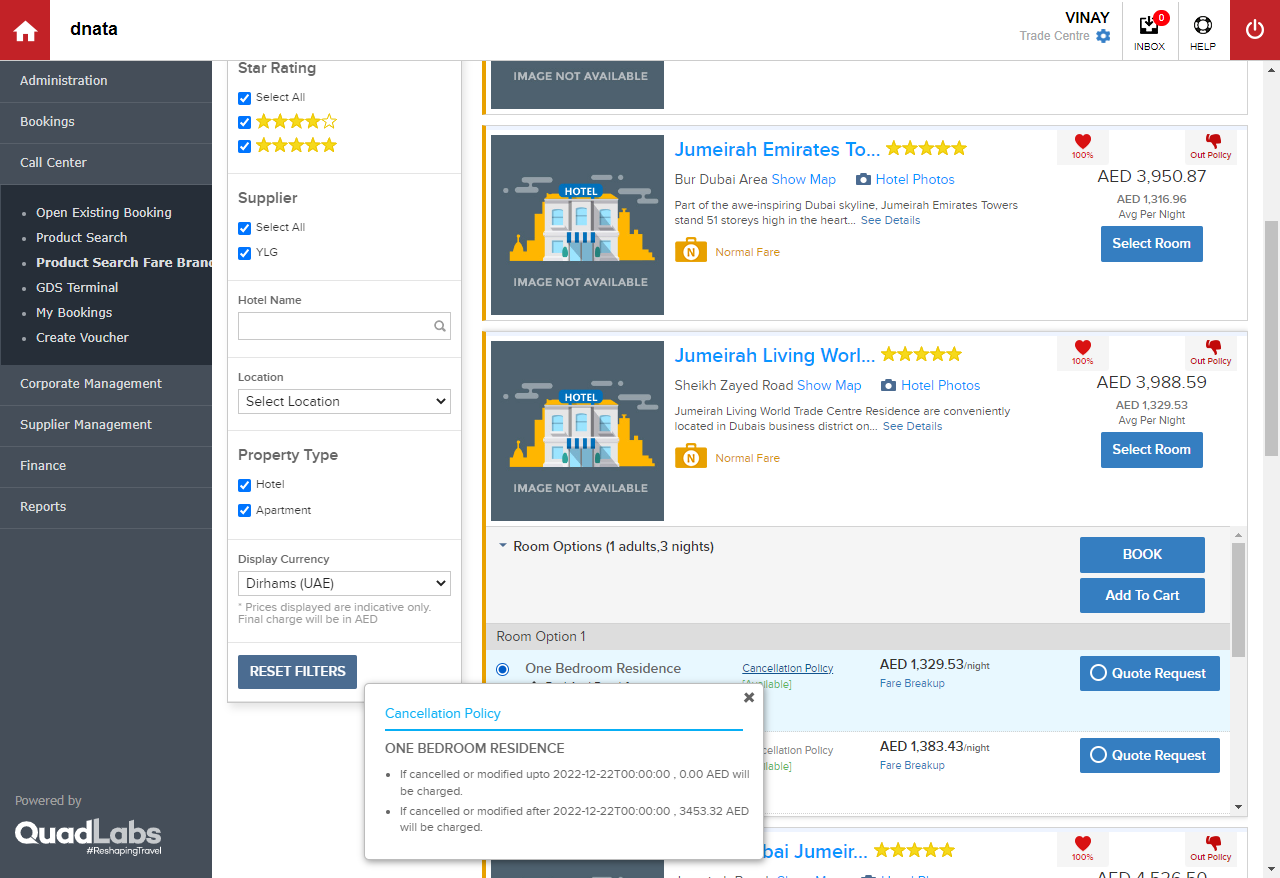 dnata
VINAY
Trade Centre
0
INBOX
HELP
Administration
Bookings
Call Center
Open Existing Booking
Product Search
Product Search Fare Bran
GDS Terminal
My Bookings
Create Voucher
Corporate Management
Supplier Management
Finance
Reports
Powered by
QuadLabs
#ReshapingTravel
Star Rating
Select All
Supplier
Select All
YLG
Hotel Name
Location
Select Location
Property Type
Hotel
Apartment
Display Currency
Dirhams (UAE)
* Prices displayed are indicative only.
Final charge will be in AED
RESET FILTERS
IMAGE NOT AVAILABLE
HOTEL
IMAGE NOT AVAILABLE
Jumeirah Emirates To...
Bur Dubai Area Show Map Hotel Photos
Part of the awe-inspiring Dubai skyline, Jumeirah Emirates Towers
stand 51 storeys high in the heart... See Details
N Normal Fare
100%
Out Policy
AED 3,950.87
AED 1,316.96
Avg Per Night
Select Room
HOTEL
IMAGE NOT AVAILABLE
Jumeirah Living Worl...
Sheikh Zayed Road Show Map Hotel Photos
Jumeirah Living World Trade Centre Residence are conveniently
located in Dubais business district on... See Details
N Normal Fare
100%
Out Policy
AED 3,988.59
AED 1,329.53
Avg Per Night
Select Room
Room Options (1 adults,3 nights)
BOOK
Add To Cart
Room Option 1
One Bedroom Residence
Cancellation Policy
[Available]
AED 1,329.53/night
Fare Breakup
Quote Request
cellation Policy
lable]
AED 1,383.43/night
Fare Breakup
Quote Request
Cancellation Policy
ONE BEDROOM RESIDENCE
If cancelled or modified upto 2022-12-22T00:00:00 , 0.00 AED will
be charged.
If cancelled or modified after 2022-12-22T00:00:00 , 3453.32 AED
will be charged.
bai Jumeir...
100%
Out Policy
AED 4,526.50